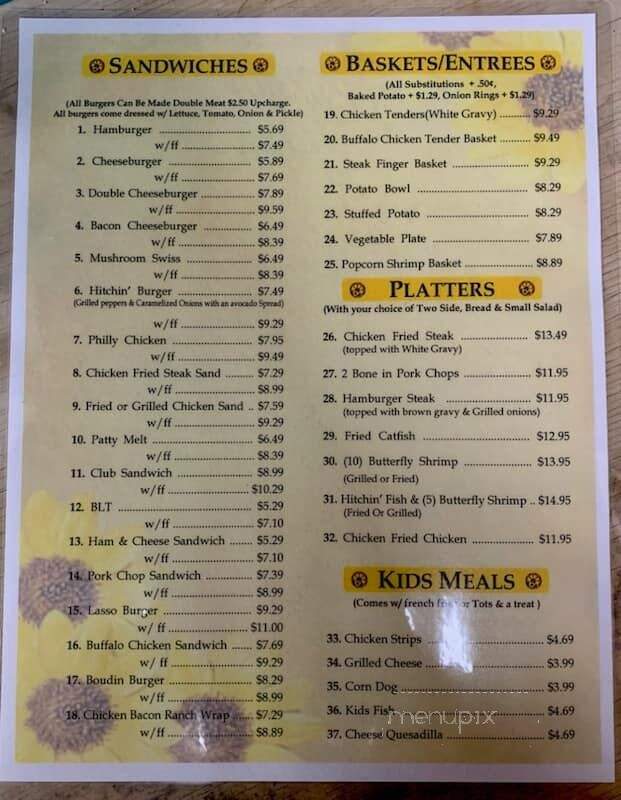 SANDWICHES
(All Burgers Can Be Made Double Meat $2.50 Upcharge.
All burgers come dressed w/ Lettuce, Tomato, Onion & Pickle)
1. Hamburger ............ $5.69
w/ff ............ $7.49
2. Cheeseburger ............ $5.89
w/ff ............ $7.69
3. Double Cheeseburger ............ $7.89
w/ff ............ $9.59
4. Bacon Cheeseburger ............ $6.49
w/ff ............ $8.39
5. Mushroom Swiss ............ $6.49
w/ff ............ $8.39
6. Hitchin' Burger ............ $7.49
(Grilled peppers & Caramelized Onions with an avocado Spread)
w/ff ............ $9.29
7. Philly Chicken ............ $7.95
w/ff ............ $9.49
8. Chicken Fried Steak Sand ............ $7.29
w/ff ............ $8.99
9. Fried or Grilled Chicken Sand .. $7.59
w/ff ............ $9.29
10. Patty Melt ............ $6.49
w/ff ............ $8.39
11. Club Sandwich ............ $8.99
w/ff ............ $10.29
12. BLT ............ $5.29
w/ff ............ $7.10
13. Ham & Cheese Sandwich ............ $5.29
w/ff ............ $7.10
14. Pork Chop Sandwich ............ $7.39
w/ff ............ $8.99
15. Lasso Burger ............ $9.29
w/ ff ............ $11.00
16. Buffalo Chicken Sandwich ...... $7.69
w/ ff ............ $9.29
17. Boudin Burger ............ $8.29
w/ff ............ $8.99
18. Chicken Bacon Ranch Wrap ...... $7.29
w/ff ............ $8.89
BASKETS/ENTREES
(All Substitutions + .50¢,
Baked Potato + $1.29, Onion Rings + $1.29)
19. Chicken Tenders(White Gravy) .......... $9.29
20. Buffalo Chicken Tender Basket .......... $9.49
21. Steak Finger Basket ............ $9.29
22. Potato Bowl ............ $8.29
23. Stuffed Potato ............ $8.29
24. Vegetable Plate ............ $7.89
25. Popcorn Shrimp Basket ............ $8.89
PLATTERS
(With your choice of Two Side, Bread & Small Salad)
26. Chicken Fried Steak ............ $13.49
(topped with White Gravy)
27. 2 Bone in Pork Chops ............ $11.95
28. Hamburger Steak ............ $11.95
(topped with brown gravy & Grilled onions)
29. Fried Catfish ............ $12.95
30. (10) Butterfly Shrimp ............ $13.95
(Grilled or Fried)
31. Hitchin' Fish & (5) Butterfly Shrimp .. $14.95
(Fried Or Grilled)
32. Chicken Fried Chicken ............ $11.95
KIDS MEALS
(Comes w/ french fries or Tots & a treat )
33. Chicken Strips ............ $4.69
34. Grilled Cheese ............ $3.99
35. Corn Dog ............ $3.99
36. Kids Fish ............ $4.69
37. Cheese Quesadilla ............ $4.69
menupix